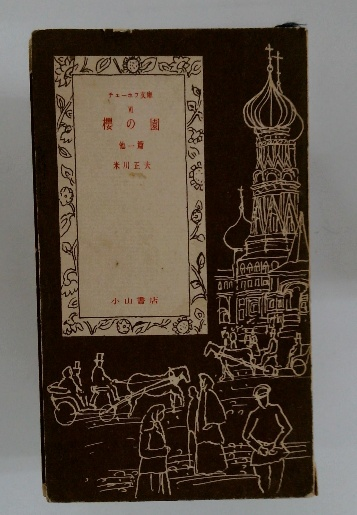 チェーホフ文庫
櫻の園
他一篇
米川正夫
小山書店